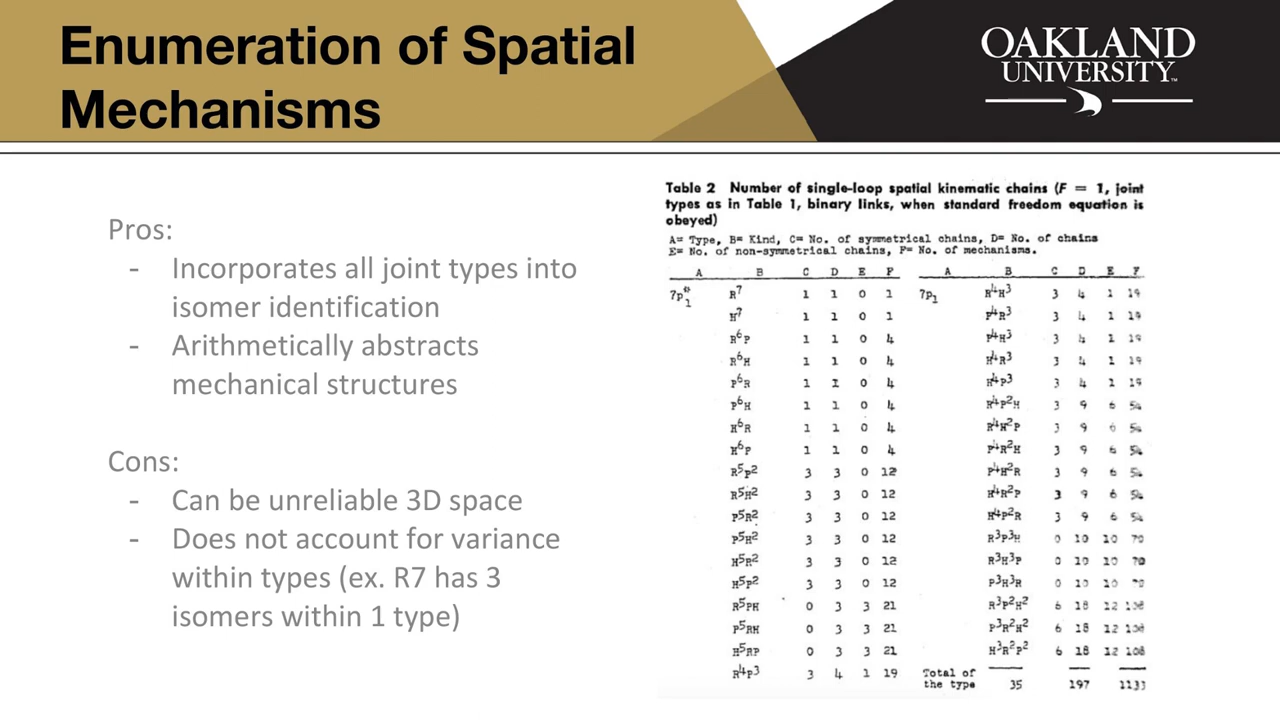 Enumeration of Spatial
Mechanisms
OAKLAND
UNIVERSITY™
Pros:
- Incorporates all joint types into
isomer identification
- Arithmetically abstracts
mechanical structures
Cons:
- Can be unreliable 3D space
- Does not account for variance
within types (ex. R7 has 3
isomers within 1 type)
Table 2 Number of single-loop spatial kinematic chains (F = 1, joint
types as in Table 1, binary links, when standard freedom equation is
obeyed)
A= Type, B= Kind, C= No. of symmetrical chains, D= No. of chains
E= No. of non-symmetrical chains, F= No. of mechanisms.
A B C D E F A B C D E F
7p₁* R⁷ 1 1 0 1 7p₁ R⁴H³ 3 4 1 19
H⁷ 1 1 0 1 P⁴R³ 3 4 1 19
R⁶P 1 1 0 4 P⁴H³ 3 4 1 19
R⁶H 1 1 0 4 H⁴R³ 3 4 1 19
P⁶R 1 1 0 4 H⁴P³ 3 4 1 19
P⁶H 1 1 0 4 R⁴P²H 3 9 6 54
H⁶R 1 1 0 4 R⁴H²P 3 9 6 54
H⁶P 1 1 0 4 P⁴R²H 3 9 6 54
R⁵P² 3 3 0 12 P⁴H²R 3 9 6 54
R⁵H² 3 3 0 12 H⁴R²P 3 9 6 54
P⁵R² 3 3 0 12 H⁴P²R 3 9 6 54
P⁵H² 3 3 0 12 R³P³H 0 10 10 70
H⁵R² 3 3 0 12 R³H³P 0 10 10 70
H⁵P² 3 3 0 12 P³H³R 0 10 10 70
R⁵PH 0 3 3 21 R³P²H² 6 18 12 108
P⁵RH 0 3 3 21 P³R²H² 6 18 12 108
H⁵RP 0 3 3 21 H³R²P² 6 18 12 108
R⁴P³ 3 4 1 19 Total of
the type 35 197 1133